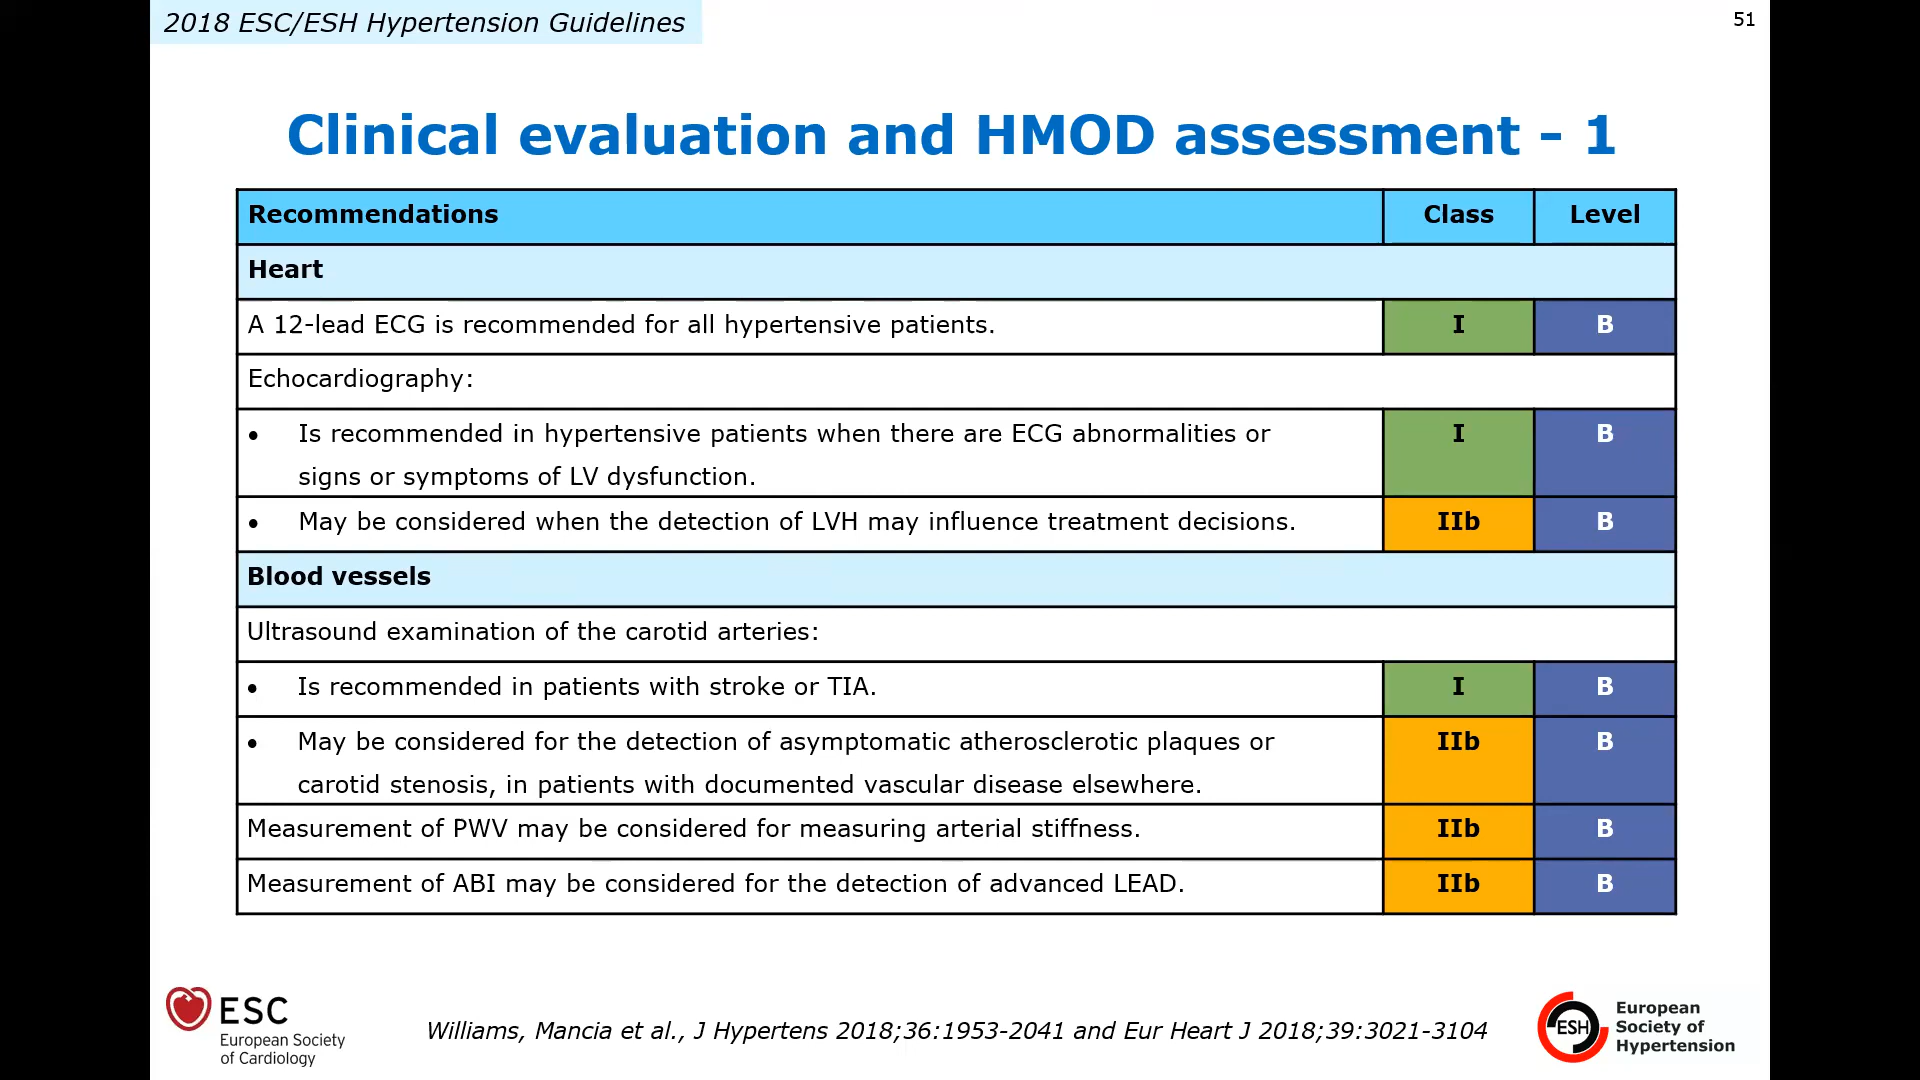 2018 ESC/ESH Hypertension Guidelines
51
Clinical evaluation and HMOD assessment - 1
Recommendations Class Level
Heart
A 12-lead ECG is recommended for all hypertensive patients. I B
Echocardiography:
• Is recommended in hypertensive patients when there are ECG abnormalities or I B
signs or symptoms of LV dysfunction.
• May be considered when the detection of LVH may influence treatment decisions. IIb B
Blood vessels
Ultrasound examination of the carotid arteries:
• Is recommended in patients with stroke or TIA. I B
• May be considered for the detection of asymptomatic atherosclerotic plaques or IIb B
carotid stenosis, in patients with documented vascular disease elsewhere.
Measurement of PWV may be considered for measuring arterial stiffness. IIb B
Measurement of ABI may be considered for the detection of advanced LEAD. IIb B
ESC
European Society
of Cardiology
Williams, Mancia et al., J Hypertens 2018;36:1953-2041 and Eur Heart J 2018;39:3021-3104
ESH
European
Society of
Hypertension